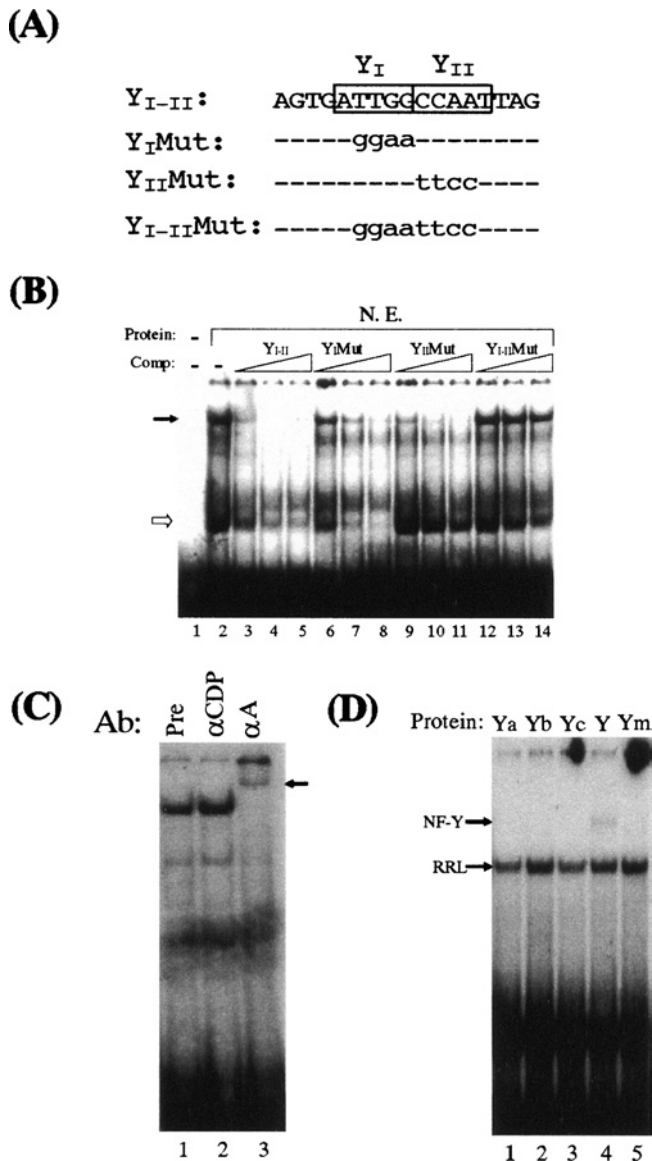 (A)
YI YII
YI-II: AGTGATTGGCCAATTAG
YIMut: -----ggaa--------
YIIMut: ---------ttcc----
YI-IIMut: -----ggaattcc----
(B)
N. E.
Protein: -
Comp: - - YI-II YIMut YIIMut YI-IIMut
1 2 3 4 5 6 7 8 9 10 11 12 13 14
(C)
Ab: Pre αCDP αA
1 2 3
(D)
Protein: Ya Yb Yc Y Ym
NF-Y
RRL
1 2 3 4 5